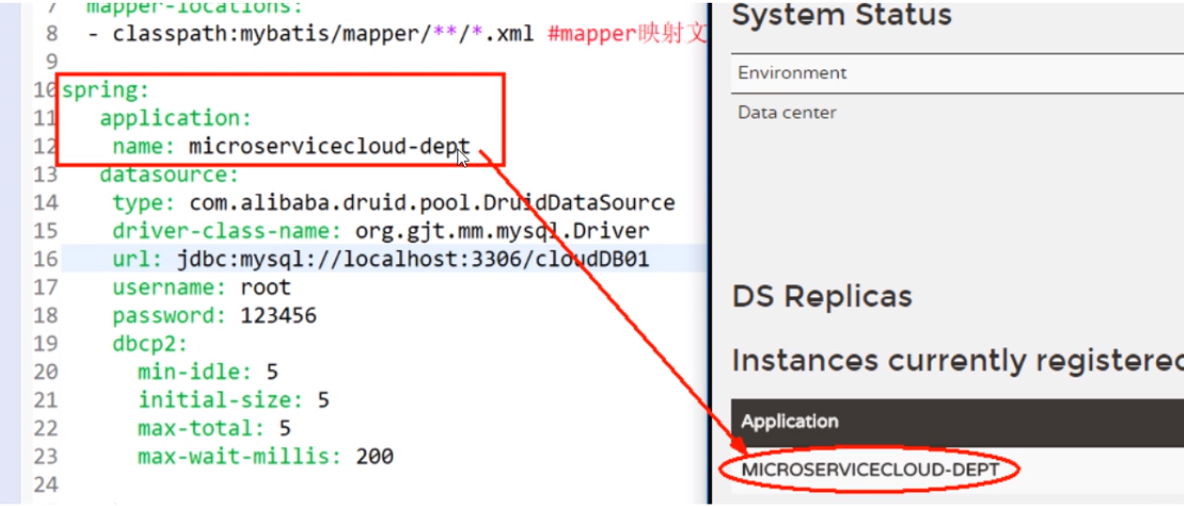 7 mapper-locations:
8 - classpath:mybatis/mapper/**/*.xml #mapper映射文
9
10 spring:
11 application:
12 name: microservicecloud-dept
13 datasource:
14 type: com.alibaba.druid.pool.DruidDataSource
15 driver-class-name: org.gjt.mm.mysql.Driver
16 url: jdbc:mysql://localhost:3306/cloudDB01
17 username: root
18 password: 123456
19 dbcp2:
20 min-idle: 5
21 initial-size: 5
22 max-total: 5
23 max-wait-millis: 200
24
System Status
Environment
Data center
DS Replicas
Instances currently registered
Application
MICROSERVICECLOUD-DEPT